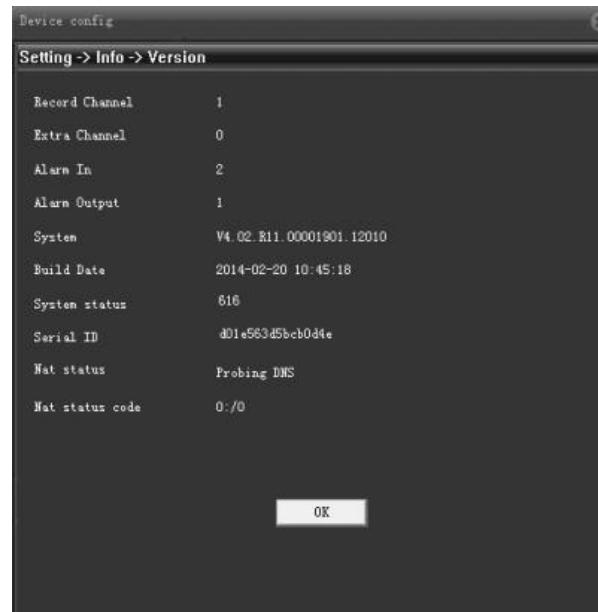 Device config
Setting -> Info -> Version
Record Channel 1
Extra Channel 0
Alarm In 2
Alarm Output 1
System V4.02.R11.00001901.12010
Build Date 2014-02-20 10:45:18
System status 616
Serial ID d01e563d5bcb0d4e
Nat status Probing DNS
Nat status code 0:/0
OK